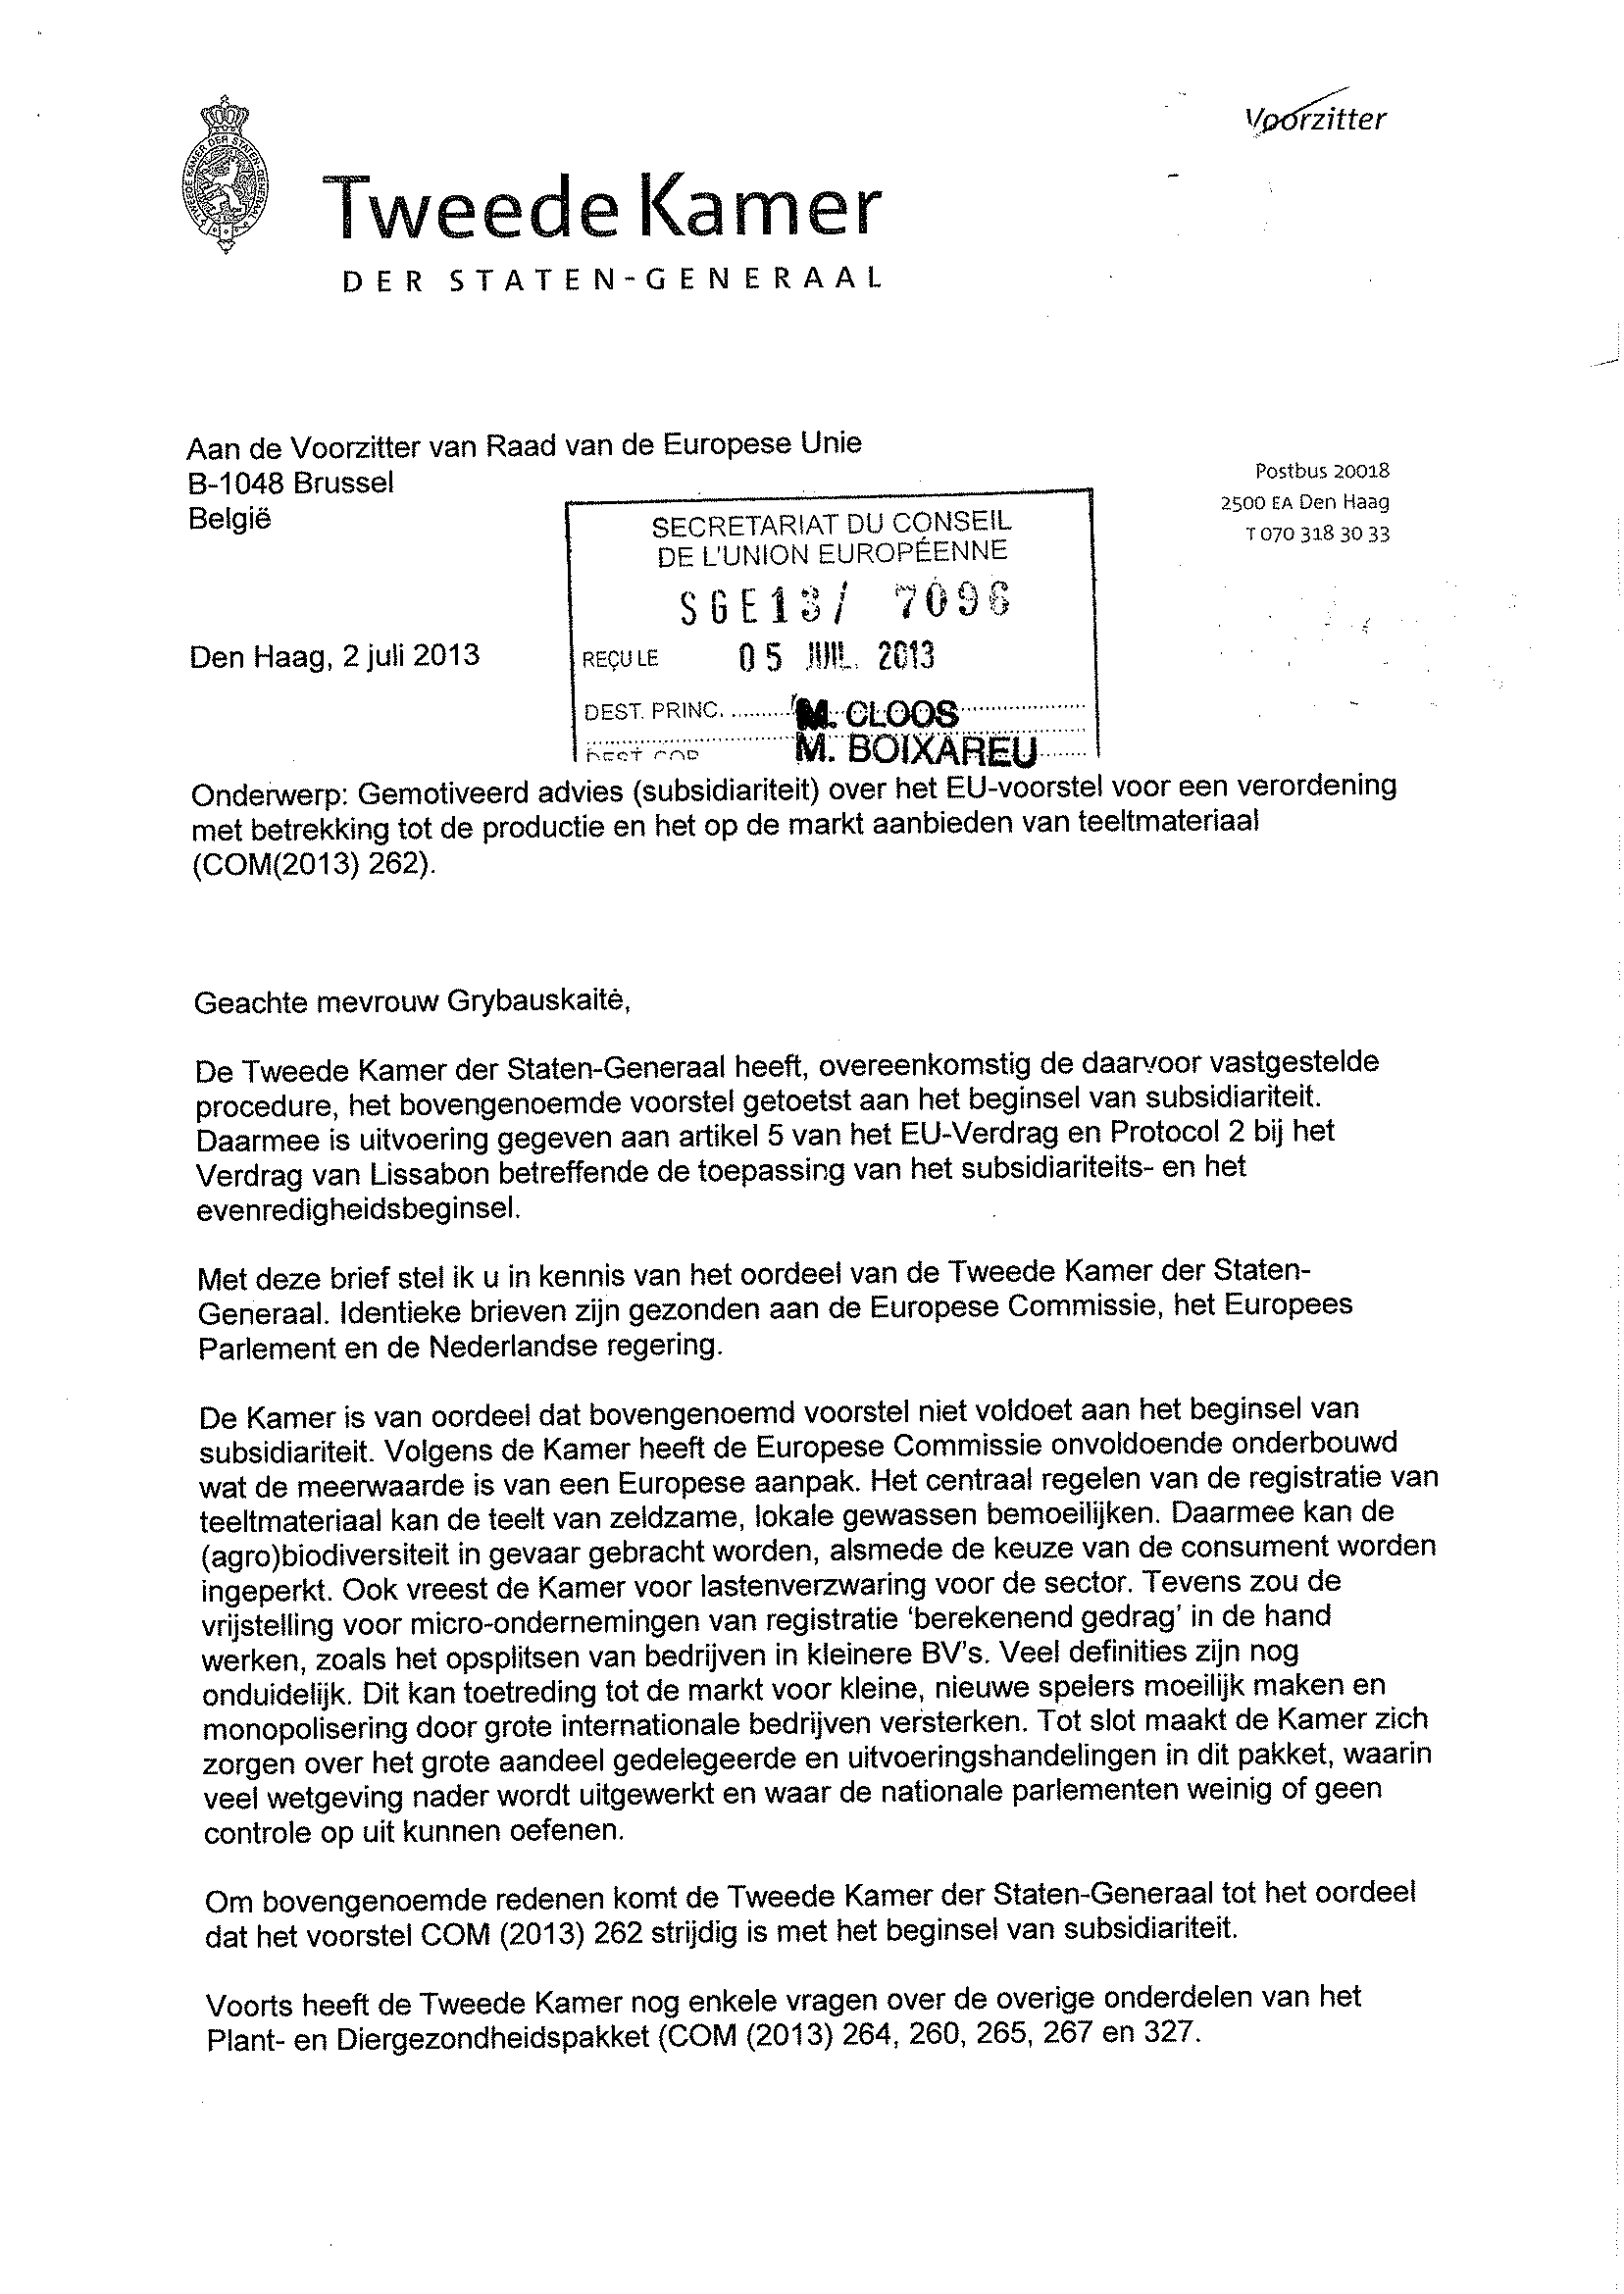 Voorzitter
TWEEDE KAMER DER STATEN-GENERAAL
Tweede Kamer
DER STATEN-GENERAAL
Aan de Voorzitter van Raad van de Europese Unie
B-1048 Brussel
België
Postbus 20018
2500 EA Den Haag
T 070 318 30 33
SECRETARIAT DU CONSEIL
DE L'UNION EUROPÉENNE
SGE13/ 7096
REÇU LE 05 JUIL. 2013
DEST. PRINC. M. CLOOS
M. BOIXAREU
Den Haag, 2 juli 2013
Onderwerp: Gemotiveerd advies (subsidiariteit) over het EU-voorstel voor een verordening
met betrekking tot de productie en het op de markt aanbieden van teeltmateriaal
(COM(2013) 262).
Geachte mevrouw Grybauskaitė,
De Tweede Kamer der Staten-Generaal heeft, overeenkomstig de daarvoor vastgestelde
procedure, het bovengenoemde voorstel getoetst aan het beginsel van subsidiariteit.
Daarmee is uitvoering gegeven aan artikel 5 van het EU-Verdrag en Protocol 2 bij het
Verdrag van Lissabon betreffende de toepassing van het subsidiariteits- en het
evenredigheidsbeginsel.
Met deze brief stel ik u in kennis van het oordeel van de Tweede Kamer der Staten-
Generaal. Identieke brieven zijn gezonden aan de Europese Commissie, het Europees
Parlement en de Nederlandse regering.
De Kamer is van oordeel dat bovengenoemd voorstel niet voldoet aan het beginsel van
subsidiariteit. Volgens de Kamer heeft de Europese Commissie onvoldoende onderbouwd
wat de meerwaarde is van een Europese aanpak. Het centraal regelen van de registratie van
teeltmateriaal kan de teelt van zeldzame, lokale gewassen bemoeilijken. Daarmee kan de
(agro)biodiversiteit in gevaar gebracht worden, alsmede de keuze van de consument worden
ingeperkt. Ook vreest de Kamer voor lastenverzwaring voor de sector. Tevens zou de
vrijstelling voor micro-ondernemingen van registratie 'berekenend gedrag' in de hand
werken, zoals het opsplitsen van bedrijven in kleinere BV's. Veel definities zijn nog
onduidelijk. Dit kan toetreding tot de markt voor kleine, nieuwe spelers moeilijk maken en
monopolisering door grote internationale bedrijven versterken. Tot slot maakt de Kamer zich
zorgen over het grote aandeel gedelegeerde en uitvoeringshandelingen in dit pakket, waarin
veel wetgeving nader wordt uitgewerkt en waar de nationale parlementen weinig of geen
controle op uit kunnen oefenen.
Om bovengenoemde redenen komt de Tweede Kamer der Staten-Generaal tot het oordeel
dat het voorstel COM (2013) 262 strijdig is met het beginsel van subsidiariteit.
Voorts heeft de Tweede Kamer nog enkele vragen over de overige onderdelen van het
Plant- en Diergezondheidspakket (COM (2013) 264, 260, 265, 267 en 327.